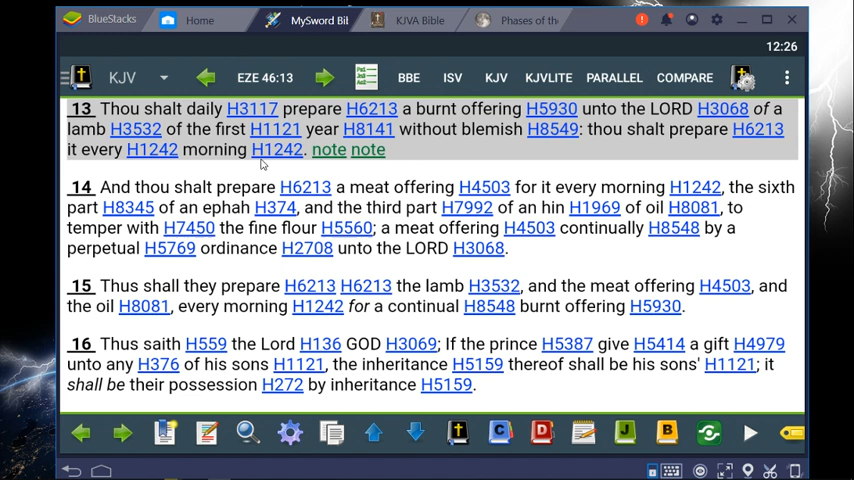 BlueStacks Home MySword Bil KJVA Bible Phases of the
12:26
KJV EZE 46:13 BBE ISV KJV KJVLITE PARALLEL COMPARE
13 Thou shalt daily H3117 prepare H6213 a burnt offering H5930 unto the LORD H3068 of a
lamb H3532 of the first H1121 year H8141 without blemish H8549: thou shalt prepare H6213
it every H1242 morning H1242. note note
14 And thou shalt prepare H6213 a meat offering H4503 for it every morning H1242, the sixth
part H8345 of an ephah H374, and the third part H7992 of an hin H1969 of oil H8081, to
temper with H7450 the fine flour H5560; a meat offering H4503 continually H8548 by a
perpetual H5769 ordinance H2708 unto the LORD H3068.
15 Thus shall they prepare H6213 H6213 the lamb H3532, and the meat offering H4503, and
the oil H8081, every morning H1242 for a continual H8548 burnt offering H5930.
16 Thus saith H559 the Lord H136 GOD H3069; If the prince H5387 give H5414 a gift H4979
unto any H376 of his sons H1121, the inheritance H5159 thereof shall be his sons' H1121; it
shall be their possession H272 by inheritance H5159.
C D J B